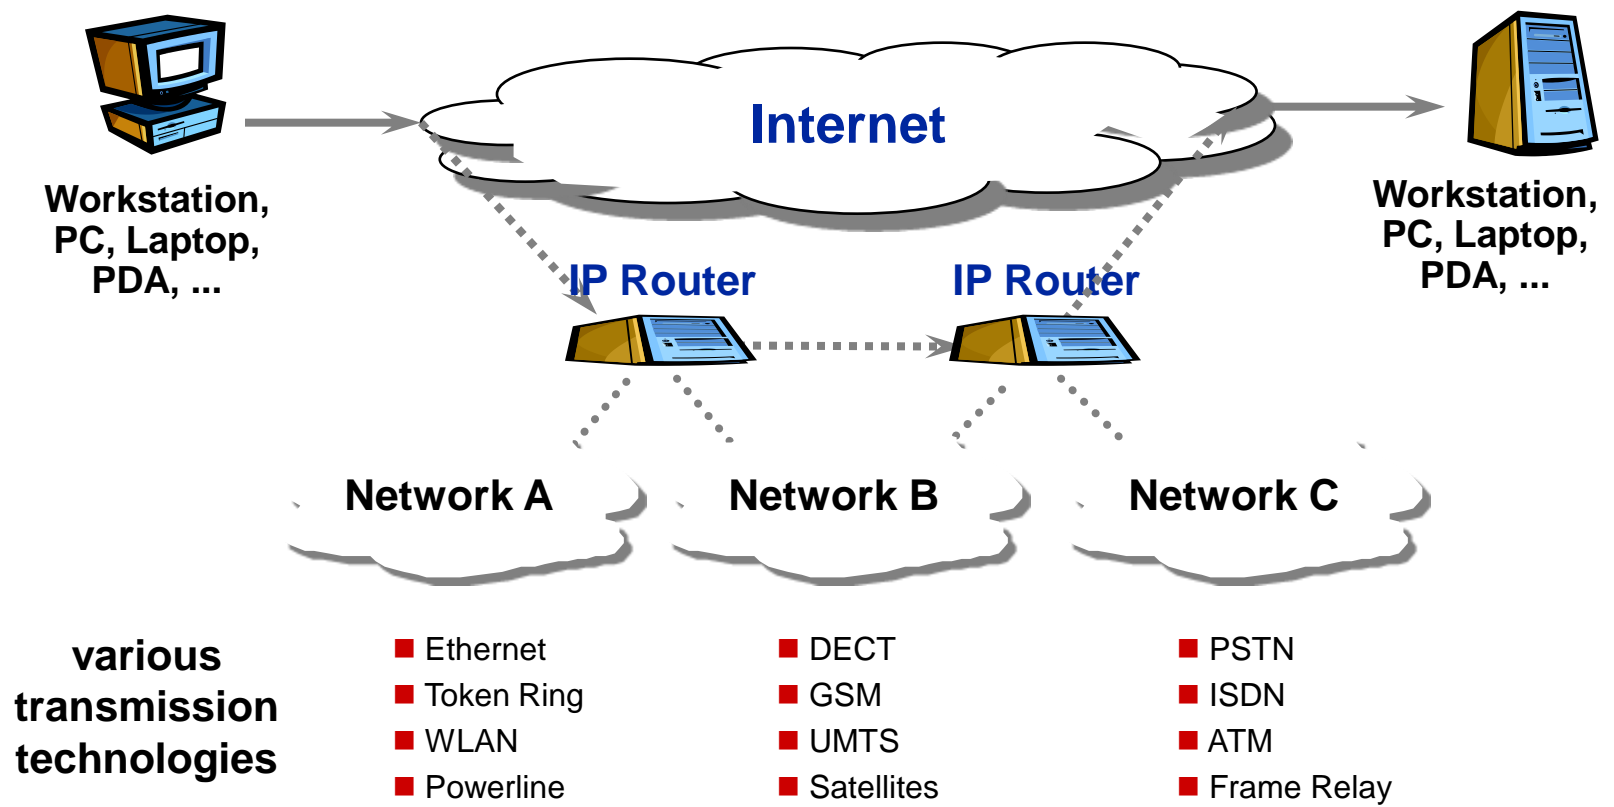 Internet
Workstation,
PC, Laptop,
PDA, ...
Workstation,
PC, Laptop,
PDA, ...
IP Router
IP Router
Network A
Network B
Network C
various
transmission
technologies
Ethernet
Token Ring
WLAN
Powerline
DECT
GSM
UMTS
Satellites
PSTN
ISDN
ATM
Frame Relay